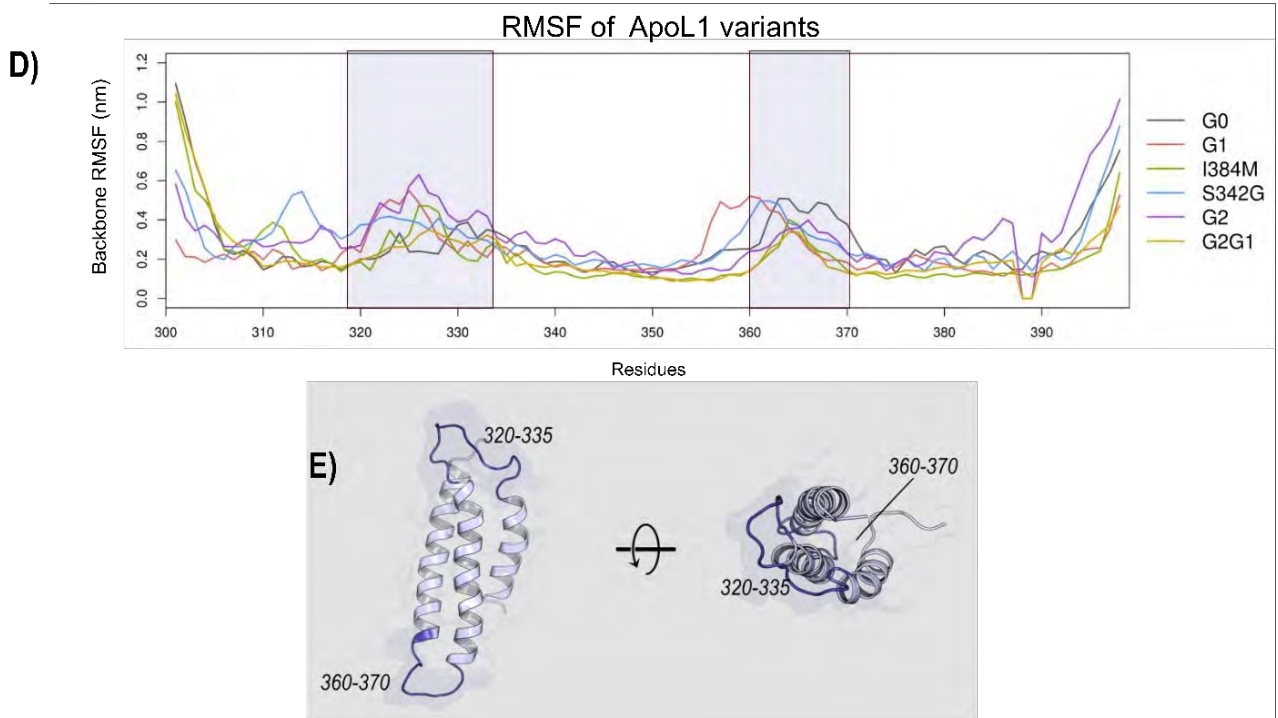 RMSF of ApoL1 variants
D)
Backbone RMSF (nm)
1.2
1.0
0.8
0.6
0.4
0.2
0.0
300 310 320 330 340 350 360 370 380 390
Residues
G0
G1
I384M
S342G
G2
G2G1
E)
320-335
360-370
360-370
320-335